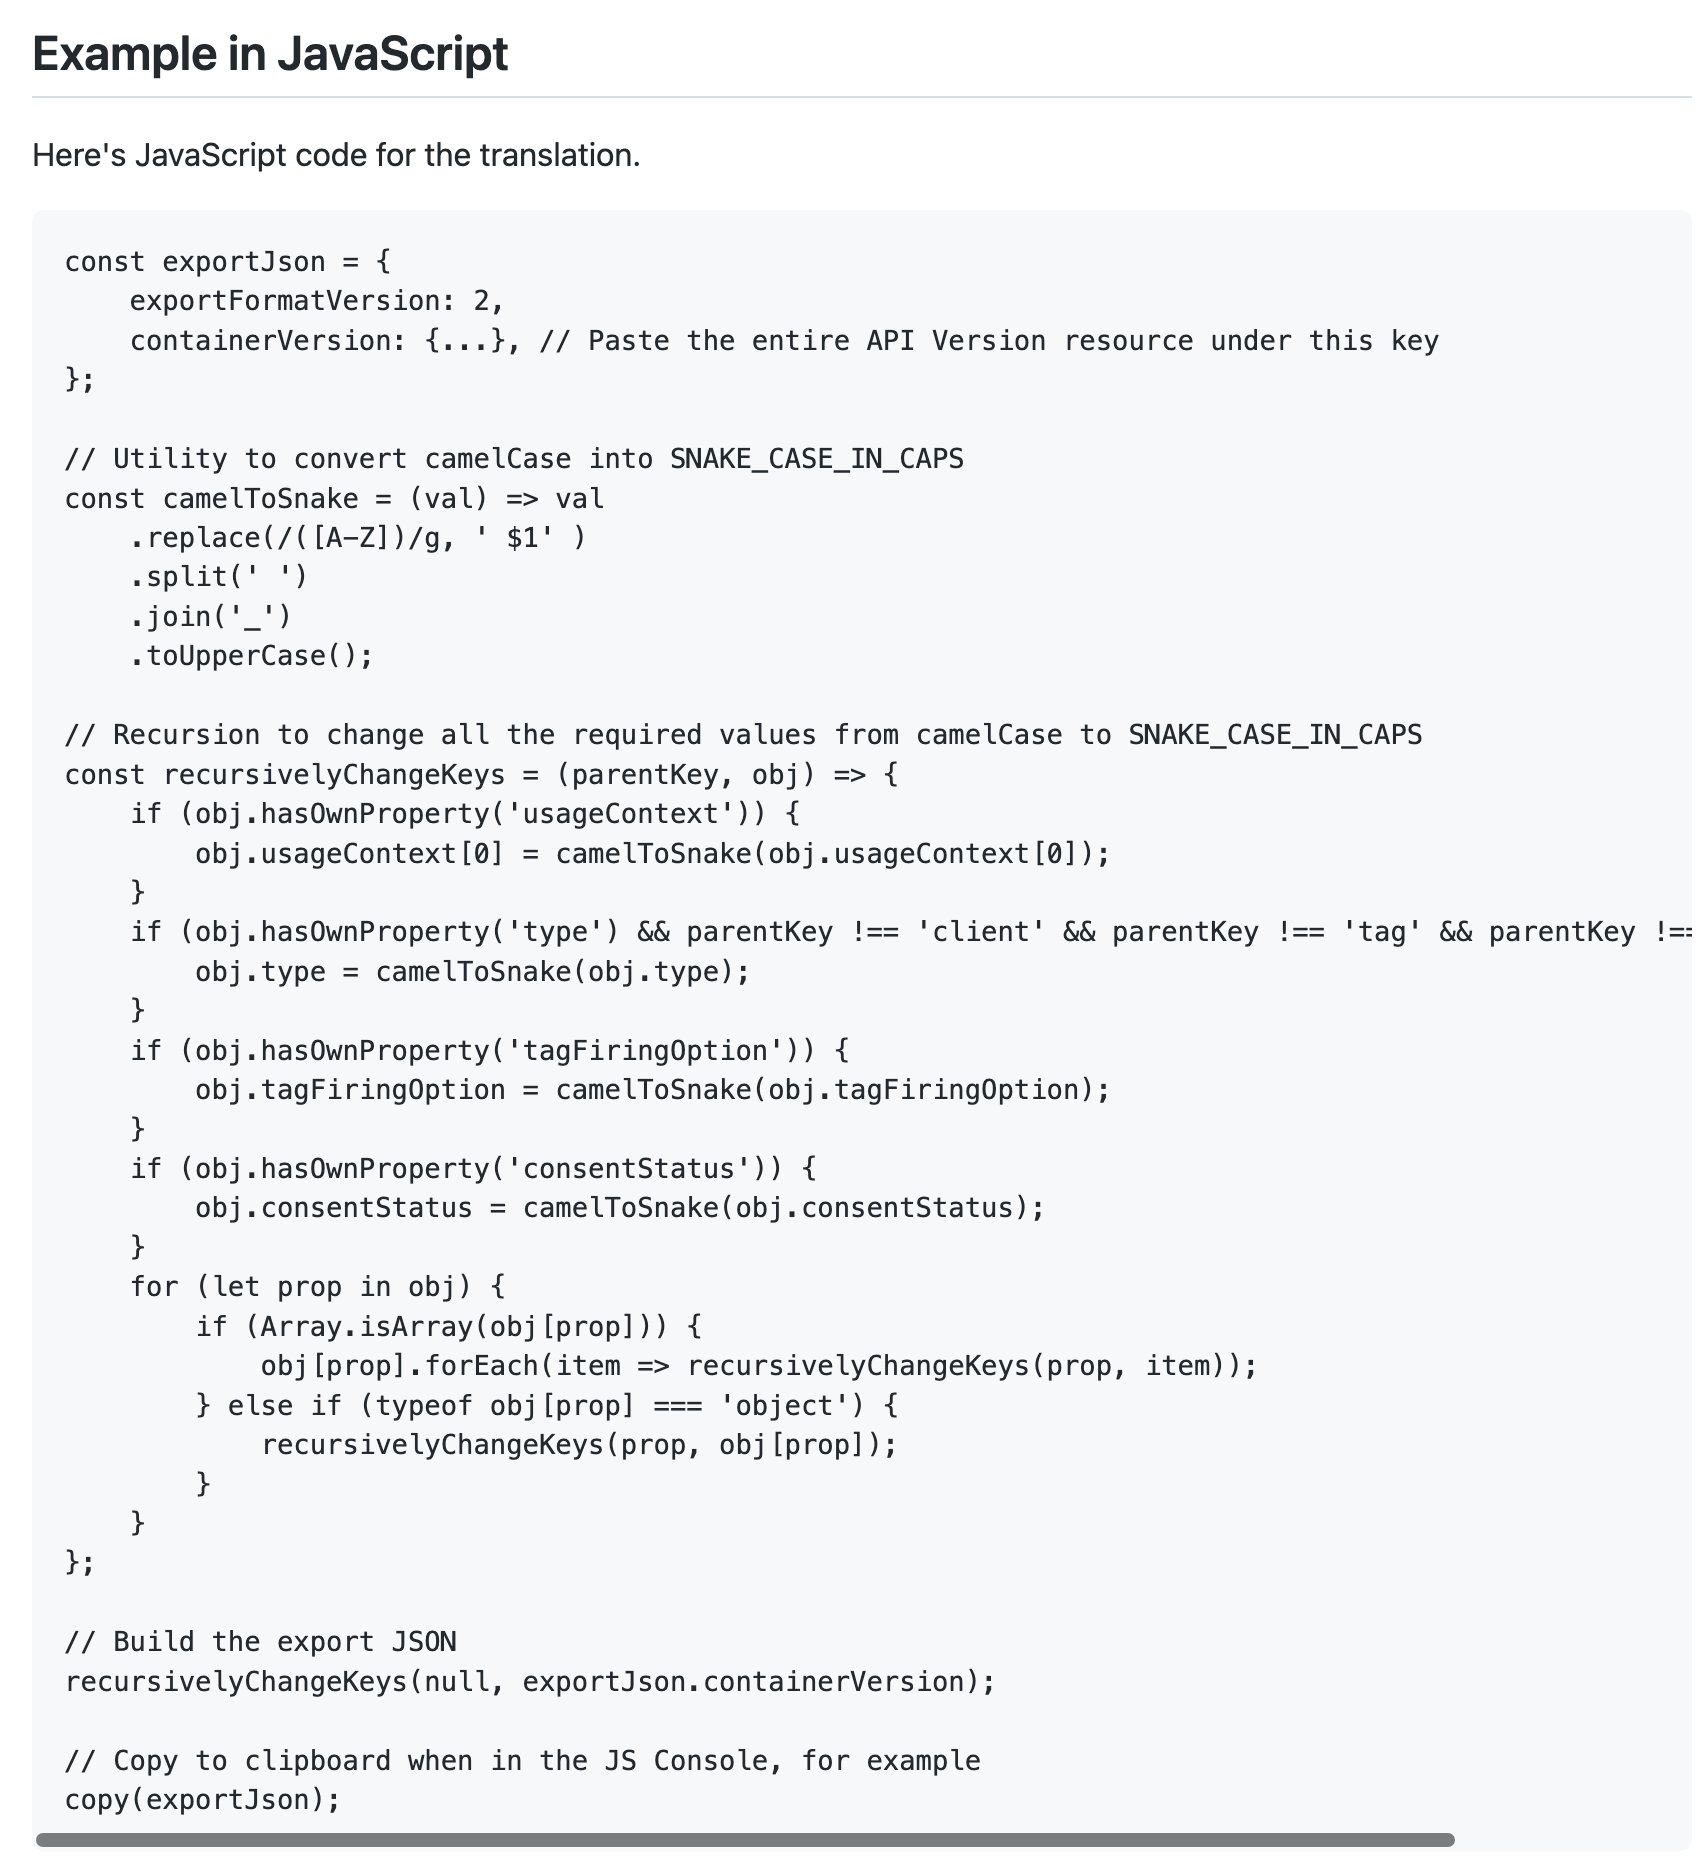 Example in JavaScript
Here's JavaScript code for the translation.
const exportJson = {
    exportFormatVersion: 2,
    containerVersion: {...}, // Paste the entire API Version resource under this key
};

// Utility to convert camelCase into SNAKE_CASE_IN_CAPS
const camelToSnake = (val) => val
    .replace(/([A-Z])/g, ' $1' )
    .split(' ')
    .join('_')
    .toUpperCase();

// Recursion to change all the required values from camelCase to SNAKE_CASE_IN_CAPS
const recursivelyChangeKeys = (parentKey, obj) => {
    if (obj.hasOwnProperty('usageContext')) {
        obj.usageContext[0] = camelToSnake(obj.usageContext[0]);
    }
    if (obj.hasOwnProperty('type') && parentKey !== 'client' && parentKey !== 'tag' && parentKey !==
        obj.type = camelToSnake(obj.type);
    }
    if (obj.hasOwnProperty('tagFiringOption')) {
        obj.tagFiringOption = camelToSnake(obj.tagFiringOption);
    }
    if (obj.hasOwnProperty('consentStatus')) {
        obj.consentStatus = camelToSnake(obj.consentStatus);
    }
    for (let prop in obj) {
        if (Array.isArray(obj[prop])) {
            obj[prop].forEach(item => recursivelyChangeKeys(prop, item));
        } else if (typeof obj[prop] === 'object') {
            recursivelyChangeKeys(prop, obj[prop]);
        }
    }
};

// Build the export JSON
recursivelyChangeKeys(null, exportJson.containerVersion);

// Copy to clipboard when in the JS Console, for example
copy(exportJson);